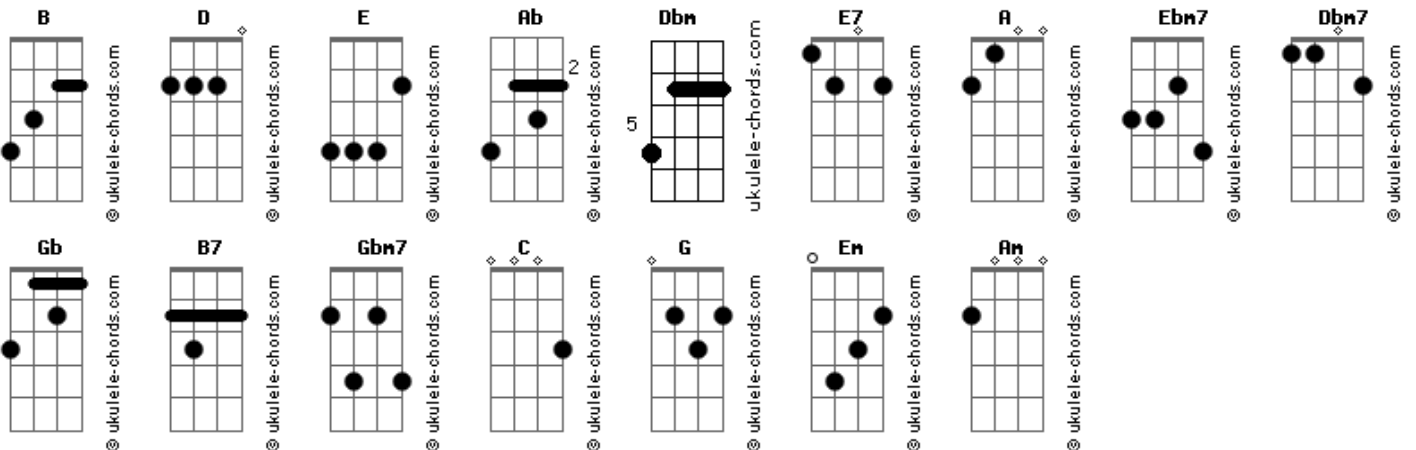 B D E Ab Dbm E7 A Ebm7 Dbm7
2
5
© ukulele-chords.com © ukulele-chords.com © ukulele-chords.com © ukulele-chords.com ukulele-chords.com © ukulele-chords.com © ukulele-chords.com © ukulele-chords.com © ukulele-chords.com
Gb B7 Gbm7 C G Em Am
© ukulele-chords.com © ukulele-chords.com © ukulele-chords.com © ukulele-chords.com © ukulele-chords.com © ukulele-chords.com © ukulele-chords.com